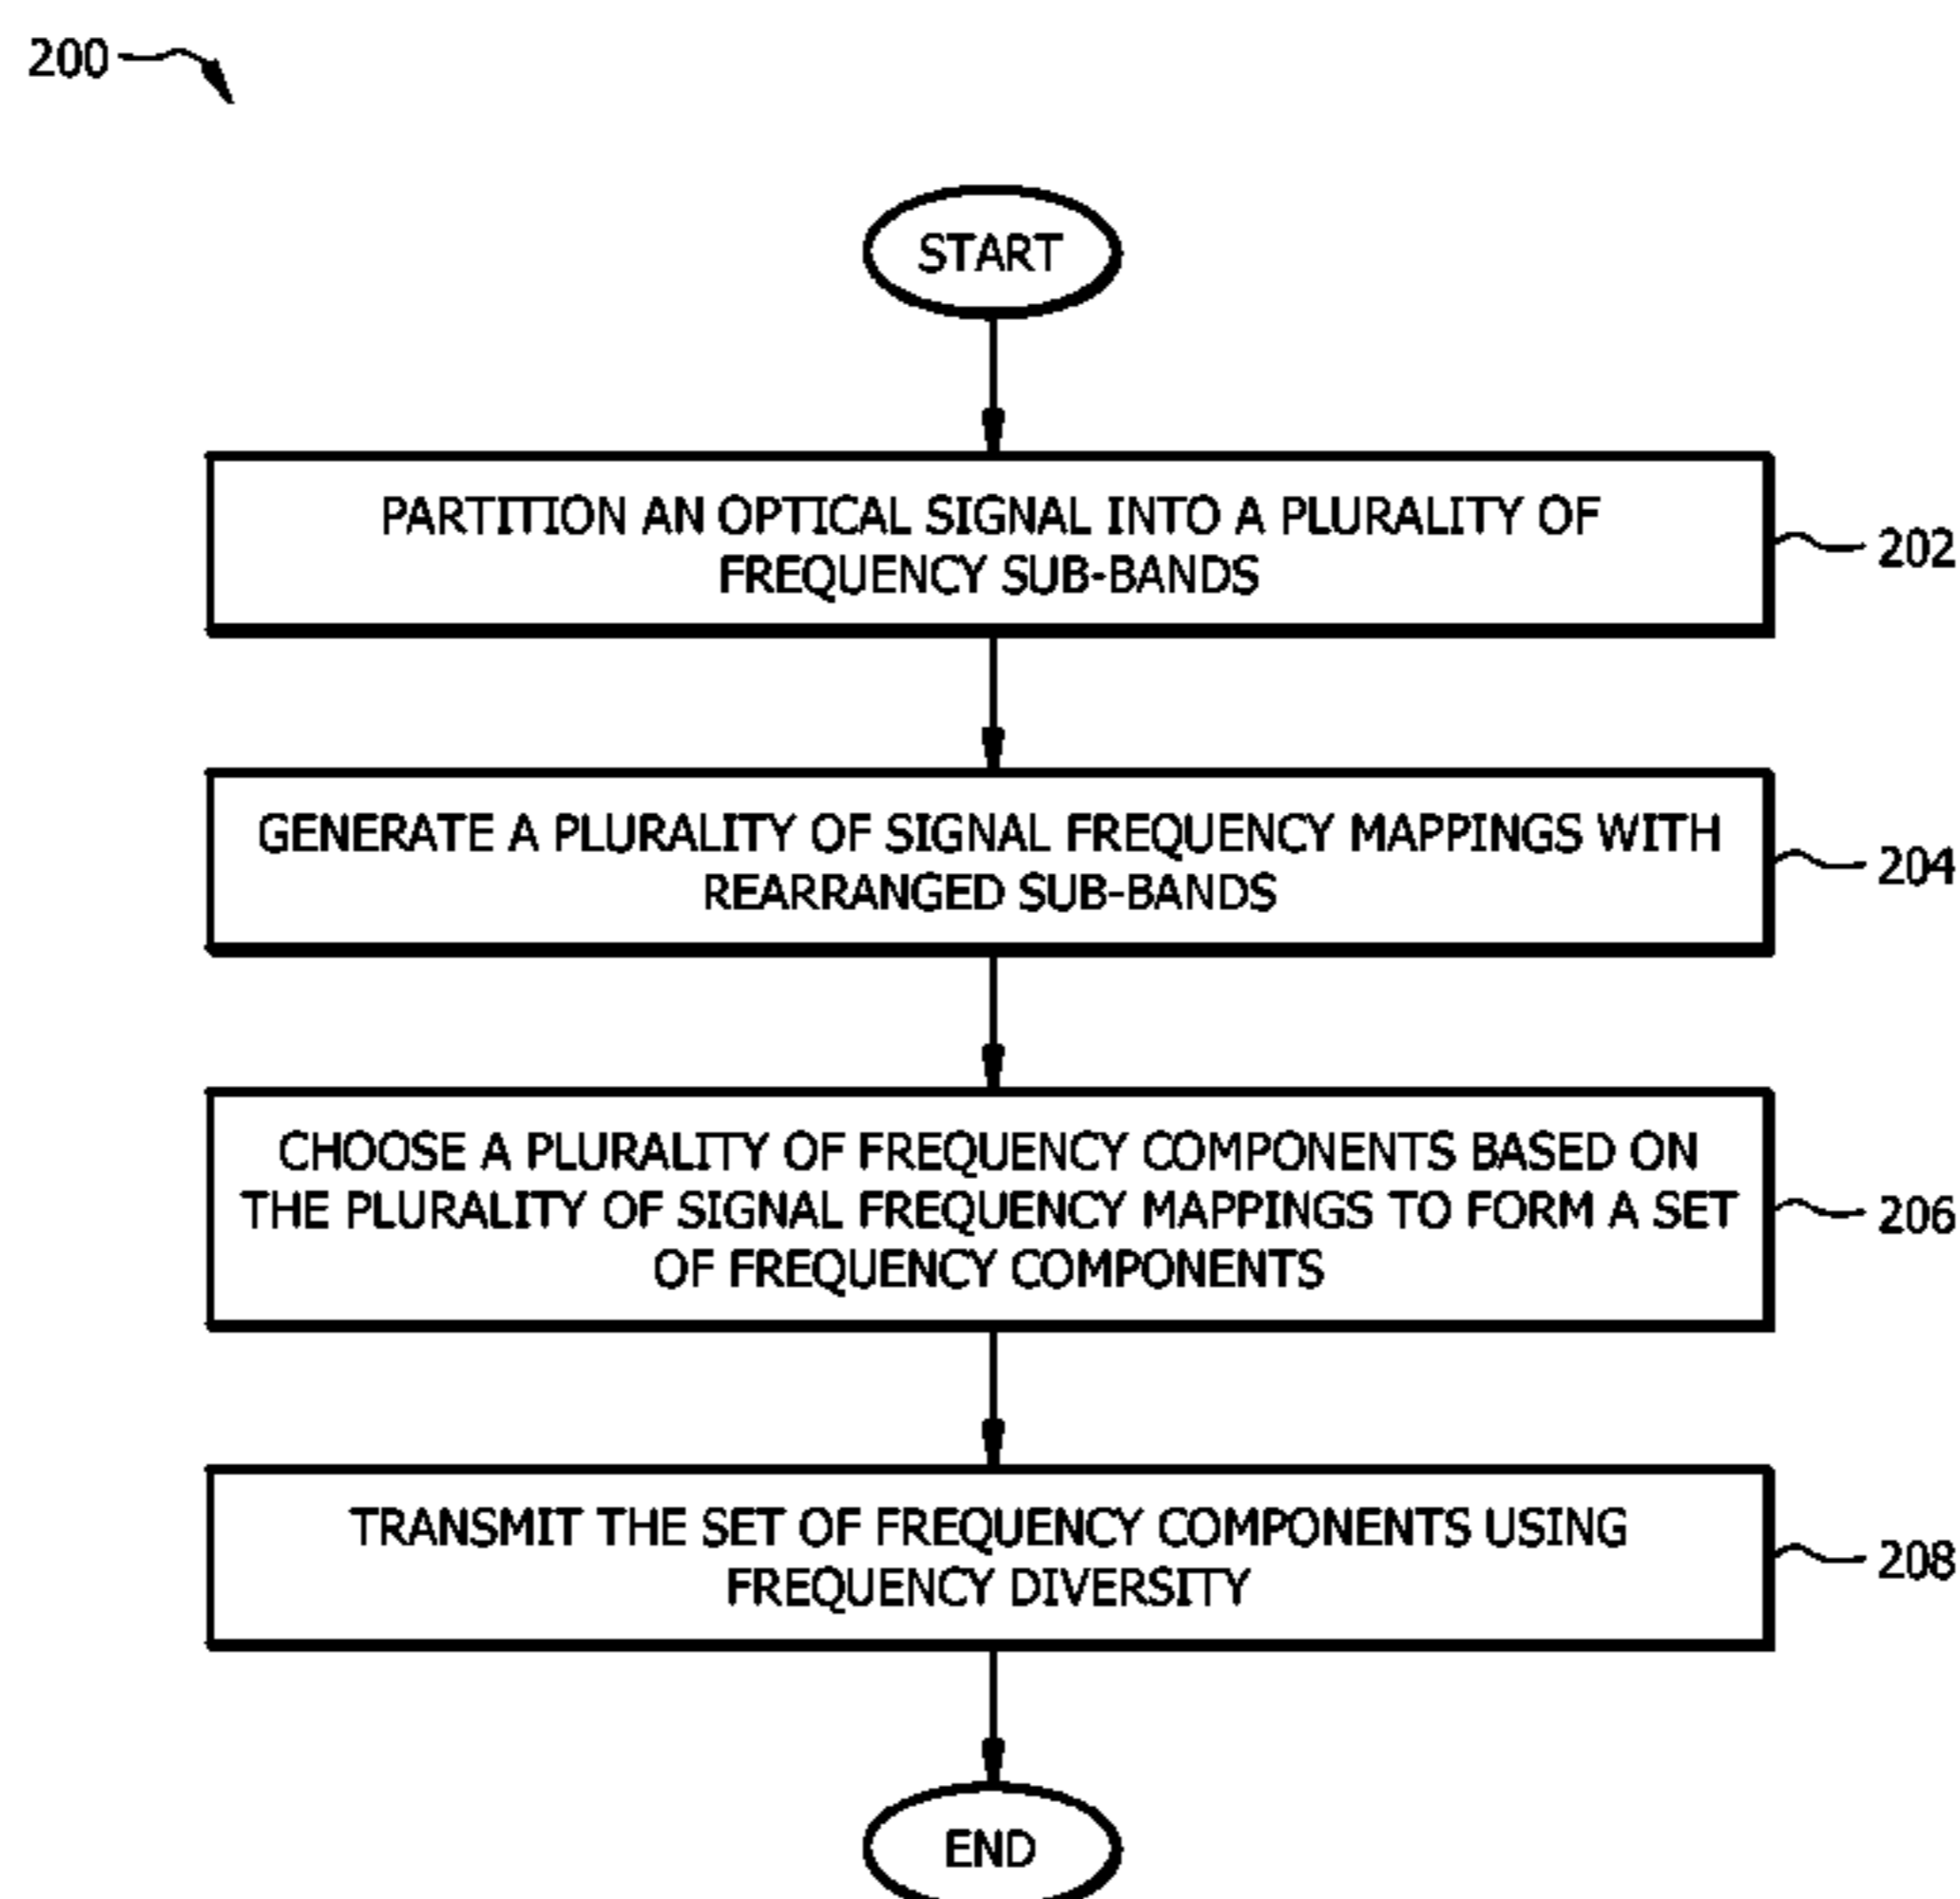 200
START
PARTITION AN OPTICAL SIGNAL INTO A PLURALITY OF
FREQUENCY SUB-BANDS
202
GENERATE A PLURALITY OF SIGNAL FREQUENCY MAPPINGS WITH
REARRANGED SUB-BANDS
204
CHOOSE A PLURALITY OF FREQUENCY COMPONENTS BASED ON
THE PLURALITY OF SIGNAL FREQUENCY MAPPINGS TO FORM A SET
OF FREQUENCY COMPONENTS
206
TRANSMIT THE SET OF FREQUENCY COMPONENTS USING
FREQUENCY DIVERSITY
208
END